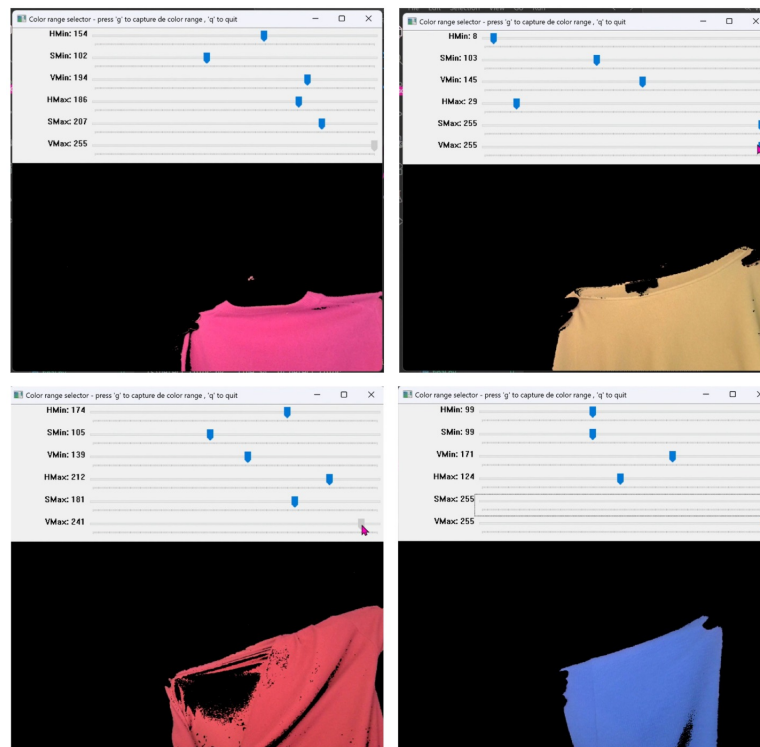 Color range selector - press 'g' to capture de color range , 'q' to quit
HMin: 154
SMin: 102
VMin: 194
HMax: 186
SMax: 207
VMax: 255
Color range selector - press 'g' to capture de color range , 'q' to quit
HMin: 8
SMin: 103
VMin: 145
HMax: 29
SMax: 255
VMax: 255
Color range selector - press 'g' to capture de color range , 'q' to quit
HMin: 174
SMin: 105
VMin: 139
HMax: 212
SMax: 181
VMax: 241
Color range selector - press 'g' to capture de color range , 'q' to quit
HMin: 99
SMin: 99
VMin: 171
HMax: 124
SMax: 255
VMax: 255